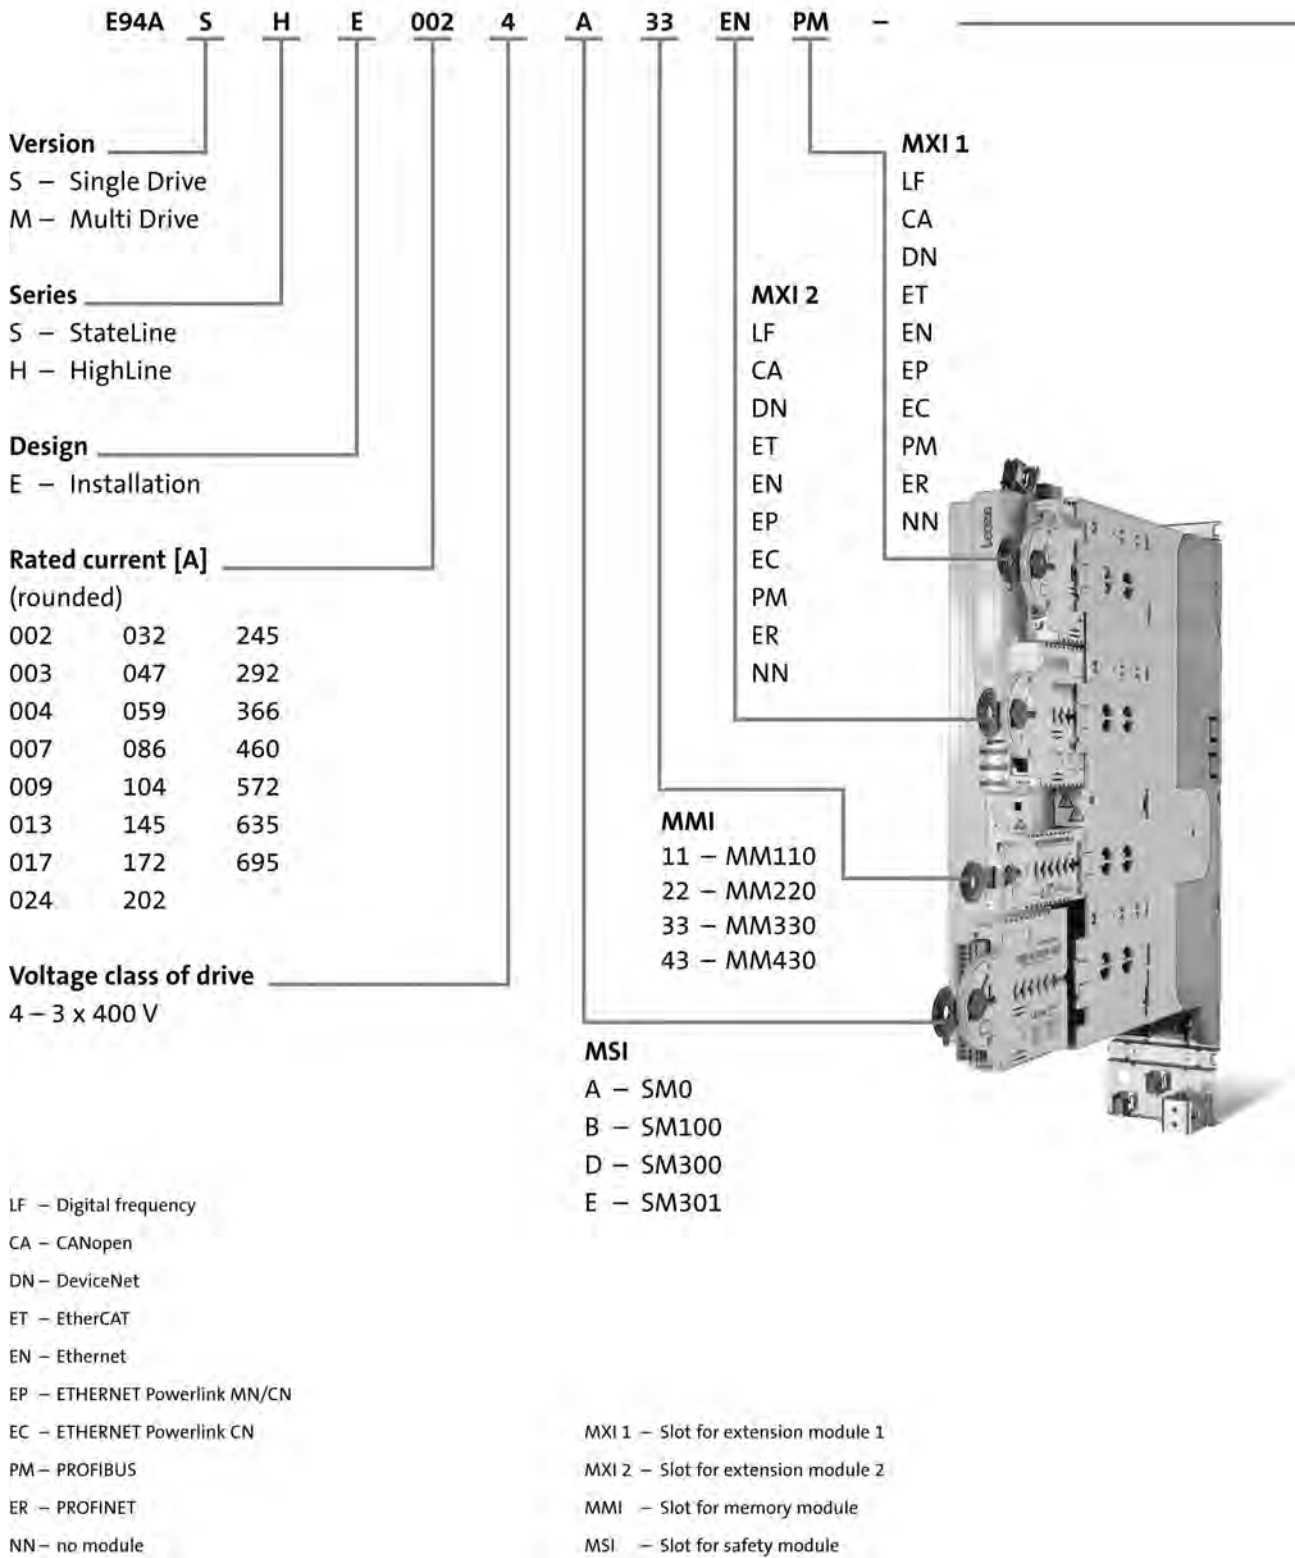 E94A S H E 002 4 A 33 EN PM –
Version
S – Single Drive
M – Multi Drive
Series
S – StateLine
H – HighLine
Design
E – Installation
Rated current [A]
(rounded)
002 032 245
003 047 292
004 059 366
007 086 460
009 104 572
013 145 635
017 172 695
024 202
Voltage class of drive
4 – 3 x 400 V
MXI 1
LF
CA
DN
ET
EN
EP
EC
PM
ER
NN
MXI 2
LF
CA
DN
ET
EN
EP
EC
PM
ER
NN
MMI
11 – MM110
22 – MM220
33 – MM330
43 – MM430
MSI
A – SM0
B – SM100
D – SM300
E – SM301
LF – Digital frequency
CA – CANopen
DN – DeviceNet
ET – EtherCAT
EN – Ethernet
EP – ETHERNET Powerlink MN/CN
EC – ETHERNET Powerlink CN
PM – PROFIBUS
ER – PROFINET
NN – no module
MXI 1 – Slot for extension module 1
MXI 2 – Slot for extension module 2
MMI – Slot for memory module
MSI – Slot for safety module